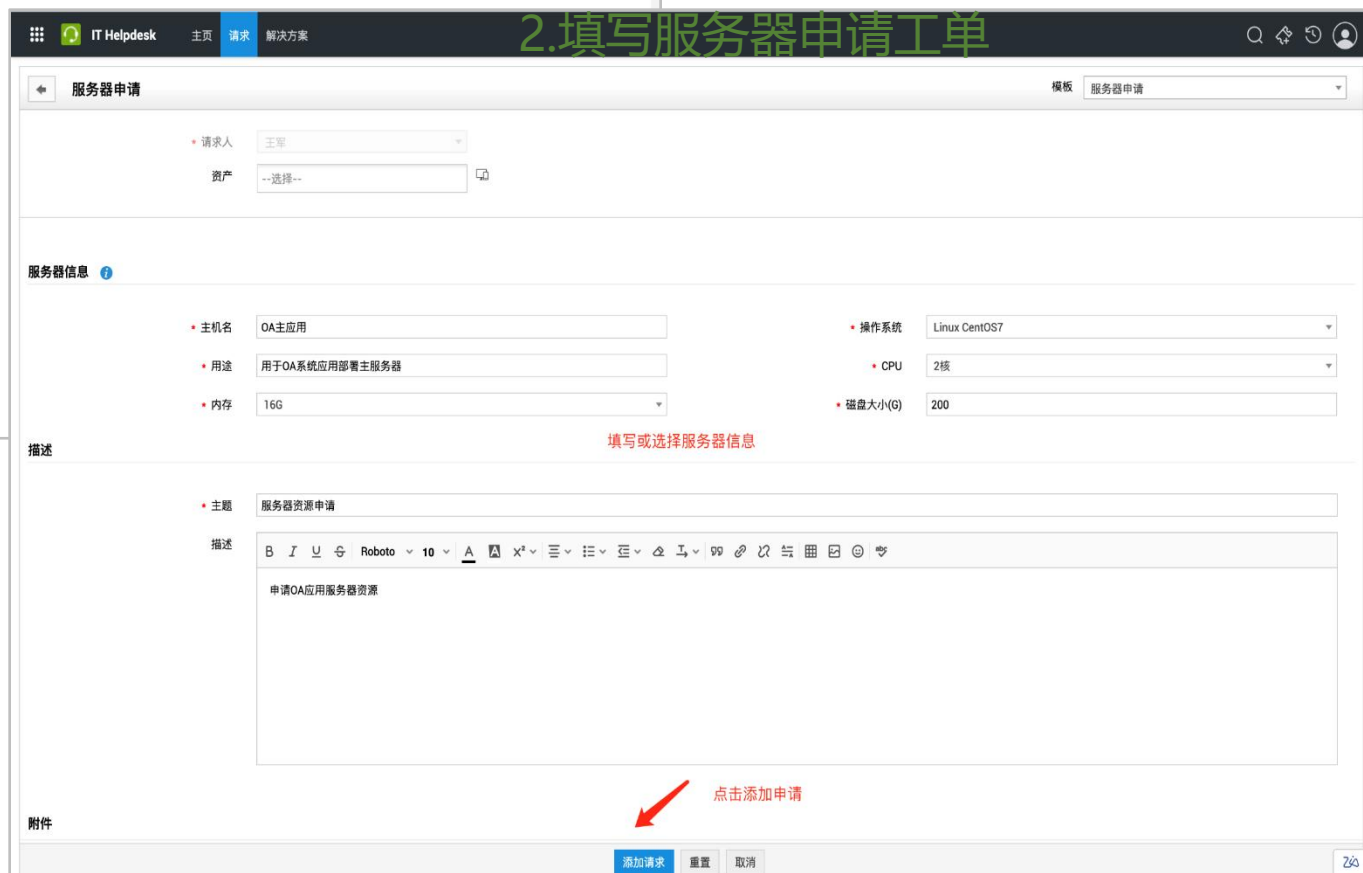 2.填写服务器申请工单
IT Helpdesk 主页 请求 解决方案
服务器申请 模板 服务器申请
* 请求人 王军
资产 --选择--
服务器信息
* 主机名 OA主应用 * 操作系统 Linux CentOS7
* 用途 用于OA系统应用部署主服务器 * CPU 2核
* 内存 16G * 磁盘大小(G) 200
填写或选择服务器信息
描述
* 主题 服务器资源申请
描述 B I U S Roboto 10 A A X² abc
申请OA应用服务器资源
点击添加申请
附件
添加请求 重置 取消